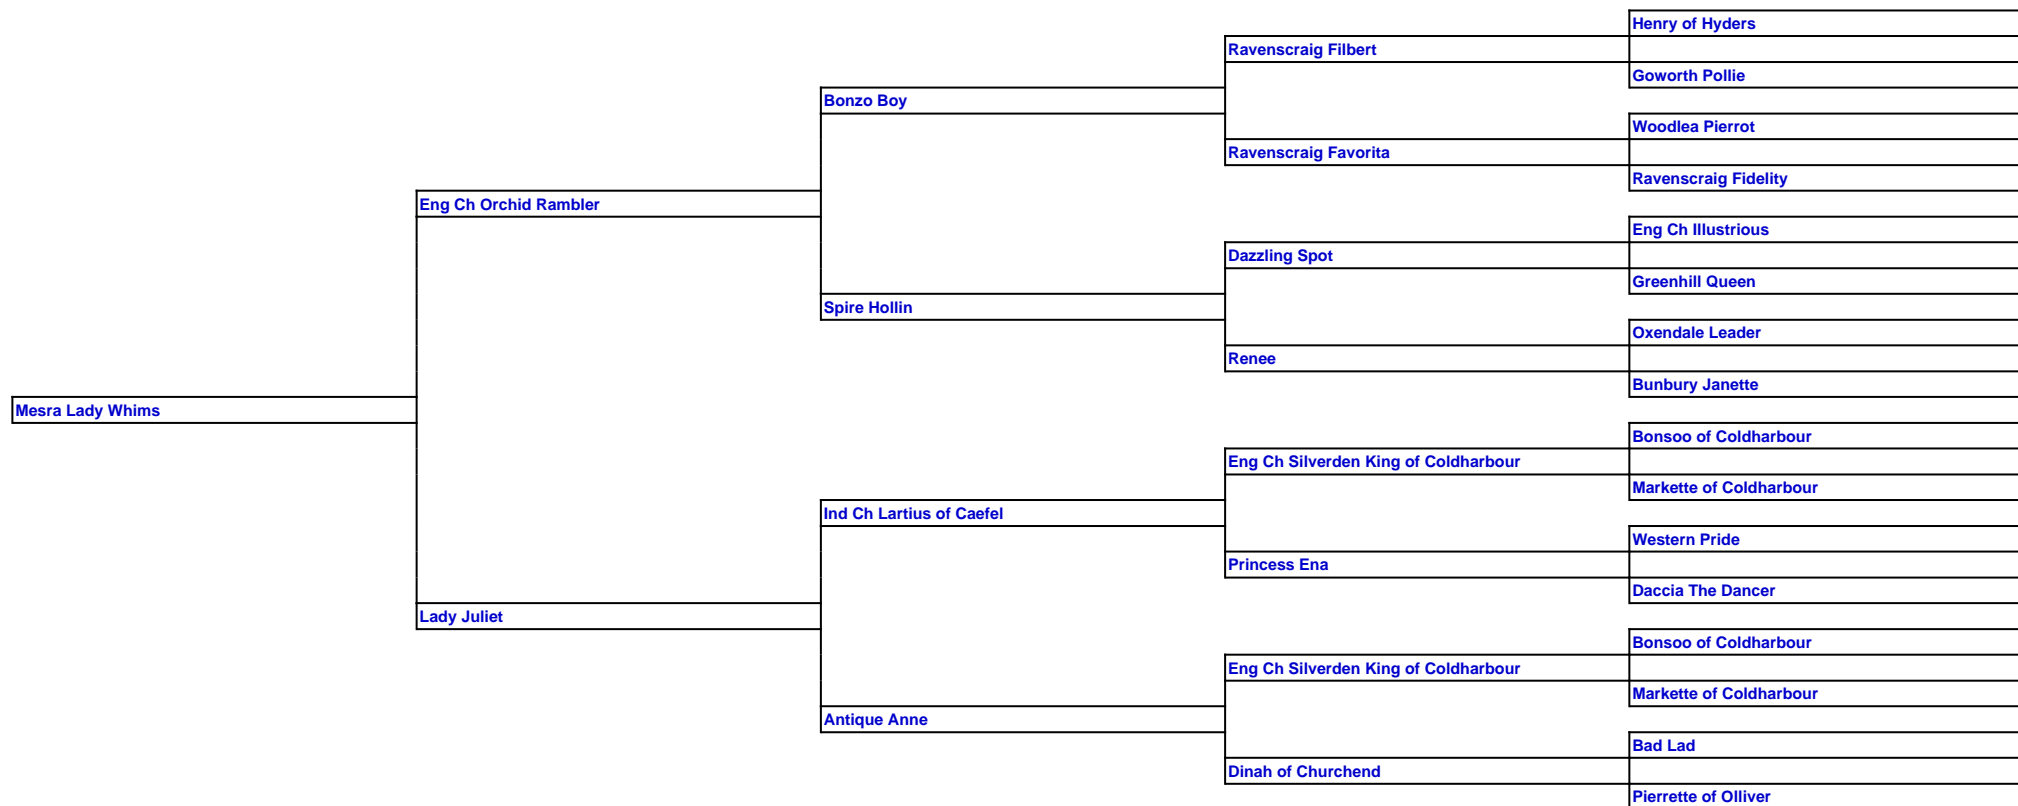 Henry of Hyders
Ravenscraig Filbert
Goworth Pollie
Bonzo Boy
Woodlea Pierrot
Ravenscraig Favorita
Ravenscraig Fidelity
Eng Ch Orchid Rambler
Eng Ch Illustrious
Dazzling Spot
Greenhill Queen
Spire Hollin
Oxendale Leader
Renee
Bunbury Janette
Mesra Lady Whims
Bonsoo of Coldharbour
Eng Ch Silverden King of Coldharbour
Markette of Coldharbour
Ind Ch Lartius of Caefel
Western Pride
Princess Ena
Daccia The Dancer
Lady Juliet
Bonsoo of Coldharbour
Eng Ch Silverden King of Coldharbour
Markette of Coldharbour
Antique Anne
Bad Lad
Dinah of Churchend
Pierrette of Olliver